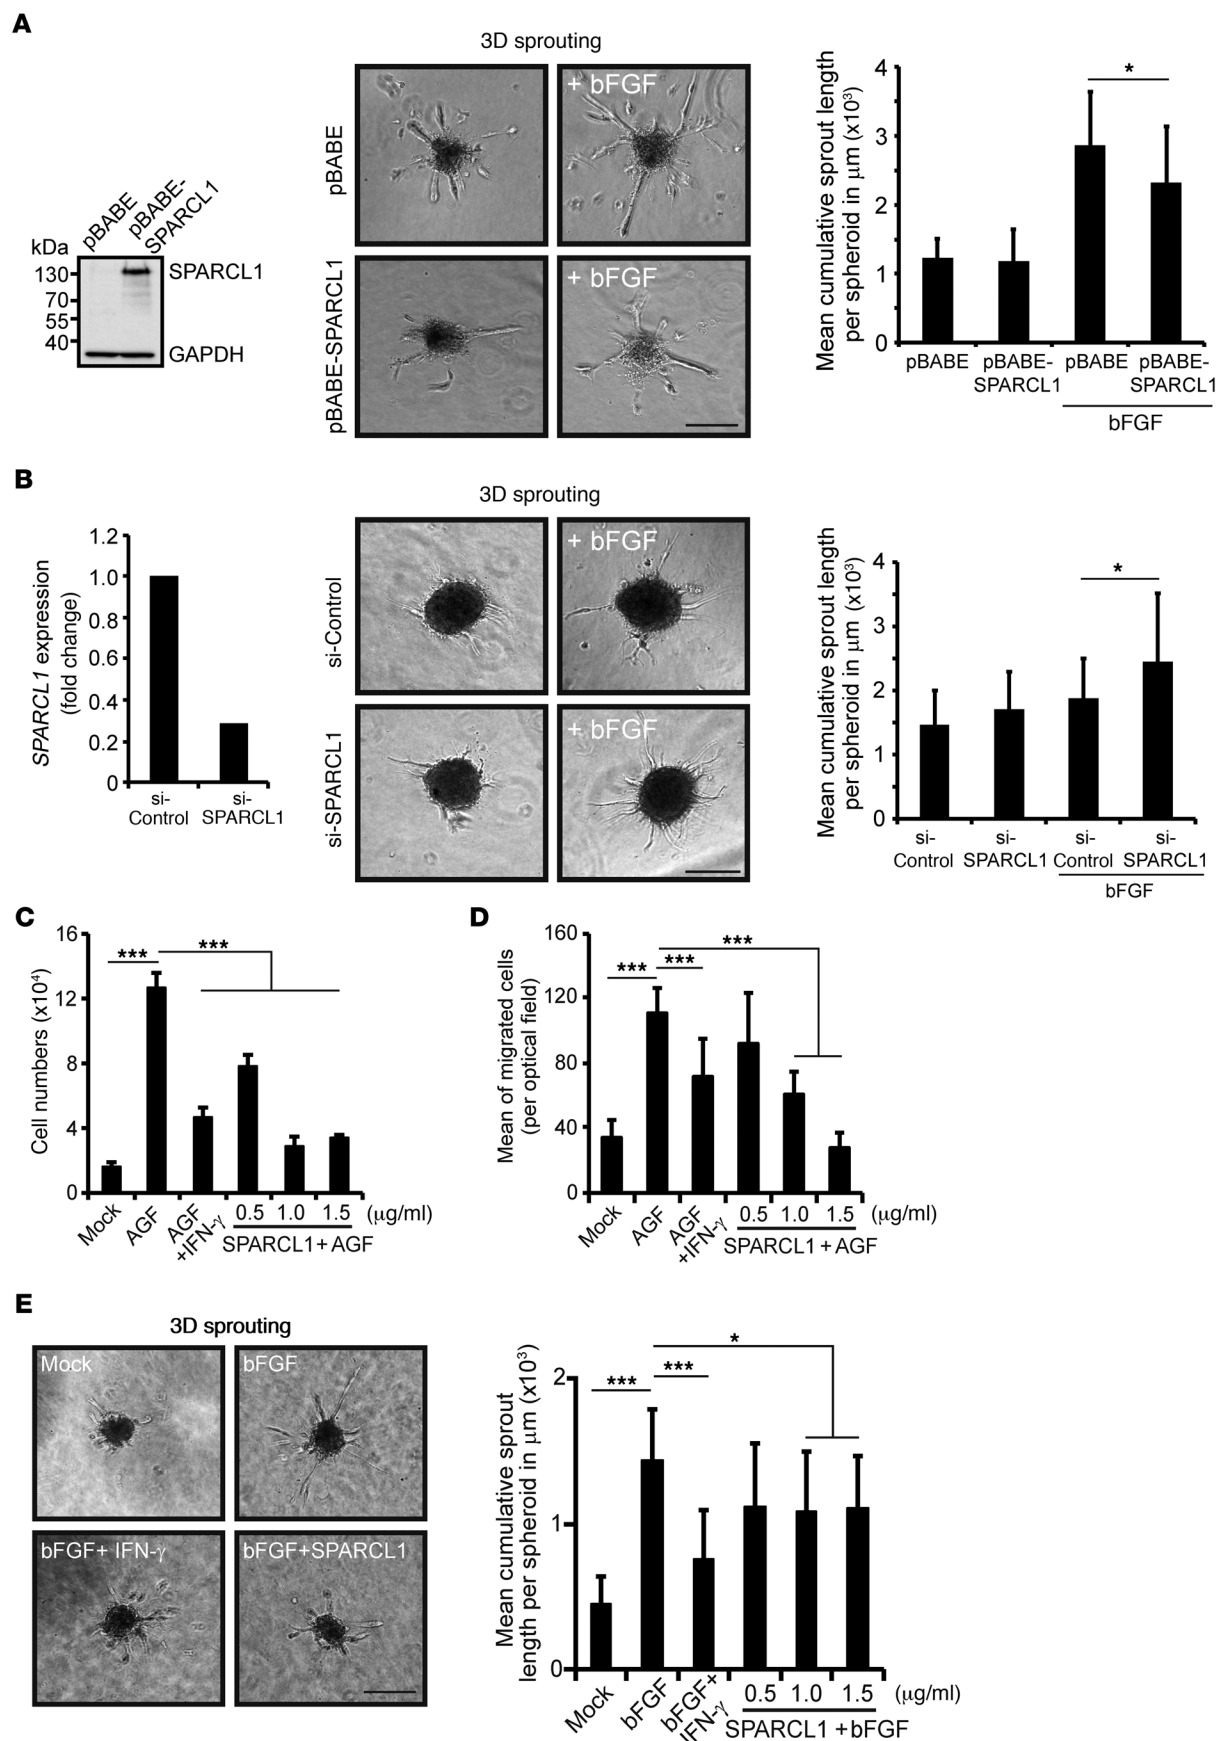 A
3D sprouting
kDa
pBABE
pBABE-
SPARCL1
130
70
55
40
SPARCL1
GAPDH
pBABE
+ bFGF
pBABE-SPARCL1
+ bFGF
Mean cumulative sprout length
per spheroid in μm (x10³)
4
3
2
1
0
pBABE
pBABE-
SPARCL1
pBABE
pBABE-
SPARCL1
bFGF
*
B
3D sprouting
SPARCL1 expression
(fold change)
1.2
1.0
0.8
0.6
0.4
0.2
0
si-
Control
si-
SPARCL1
si-Control
+ bFGF
si-SPARCL1
+ bFGF
Mean cumulative sprout length
per spheroid in μm (x10³)
4
3
2
1
0
*
si-
Control
si-
SPARCL1
si-
Control
si-
SPARCL1
bFGF
C
Cell numbers (x10⁴)
16
12
8
4
0
***
***
Mock
AGF
AGF
+IFN-γ
0.5 1.0 1.5 (μg/ml)
SPARCL1 + AGF
D
Mean of migrated cells
(per optical field)
160
120
80
40
0
***
***
***
Mock
AGF
AGF
+IFN-γ
0.5 1.0 1.5 (μg/ml)
SPARCL1 + AGF
E
3D sprouting
Mock
bFGF
bFGF+ IFN-γ
bFGF+SPARCL1
Mean cumulative sprout
length per spheroid in μm (x10³)
2
1
0
***
***
*
Mock
bFGF
bFGF+
IFN-γ
0.5 1.0 1.5 (μg/ml)
SPARCL1 +bFGF